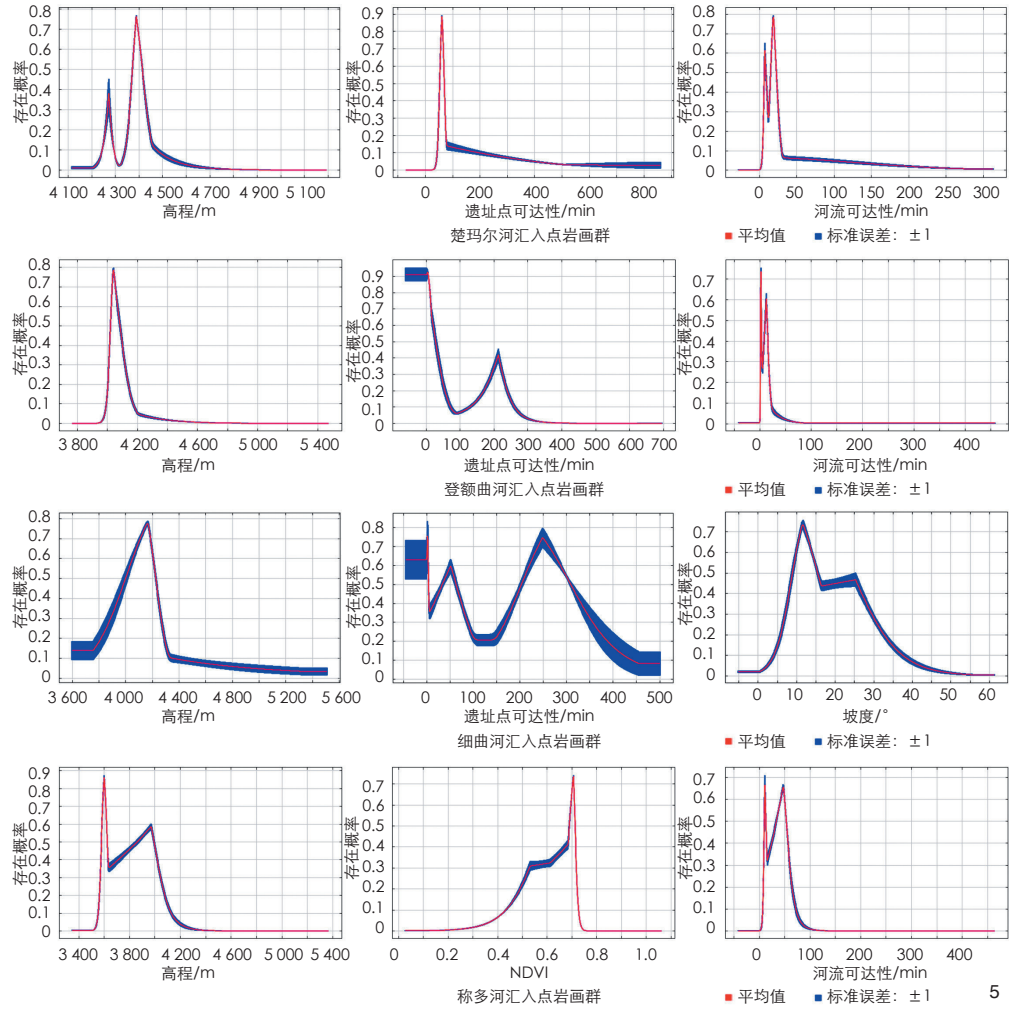 0.8
0.7
0.6
0.5
0.4
0.3
0.2
0.1
0
存在概率
4 100 4 300 4 500 4 700 4 900 5 100
高程/m
0.9
0.8
0.7
0.6
0.5
0.4
0.3
0.2
0.1
0
存在概率
0 200 400 600 800
遗址点可达性/min
0.8
0.7
0.6
0.5
0.4
0.3
0.2
0.1
0
存在概率
0 50 100 150 200 250 300
河流可达性/min
楚玛尔河汇入点岩画群
平均值 标准误差：±1
0.8
0.7
0.6
0.5
0.4
0.3
0.2
0.1
0
存在概率
3 800 4 200 4 600 5 000 5 400
高程/m
0.9
0.8
0.7
0.6
0.5
0.4
0.3
0.2
0.1
0
存在概率
0 100 200 300 400 500 600 700
遗址点可达性/min
0.7
0.6
0.5
0.4
0.3
0.2
0.1
0
存在概率
0 100 200 300 400
河流可达性/min
登额曲河汇入点岩画群
平均值 标准误差：±1
0.8
0.7
0.6
0.5
0.4
0.3
0.2
0.1
0
存在概率
3 600 4 000 4 400 4 800 5 200 5 600
高程/m
0.8
0.7
0.6
0.5
0.4
0.3
0.2
0.1
0
存在概率
0 100 200 300 400 500
遗址点可达性/min
0.7
0.6
0.5
0.4
0.3
0.2
0.1
0
存在概率
0 10 25 30 40 50 60
坡度/°
细曲河汇入点岩画群
平均值 标准误差：±1
0.9
0.8
0.7
0.6
0.5
0.4
0.3
0.2
0.1
0
存在概率
3 400 3 800 4 200 4 600 5 000 5 400
高程/m
0.7
0.6
0.5
0.4
0.3
0.2
0.1
0
存在概率
0 0.2 0.4 0.6 0.8 1.0
NDVI
0.7
0.6
0.5
0.4
0.3
0.2
0.1
0
存在概率
0 100 200 300 400
河流可达性/min
称多河汇入点岩画群
平均值 标准误差：±1
5